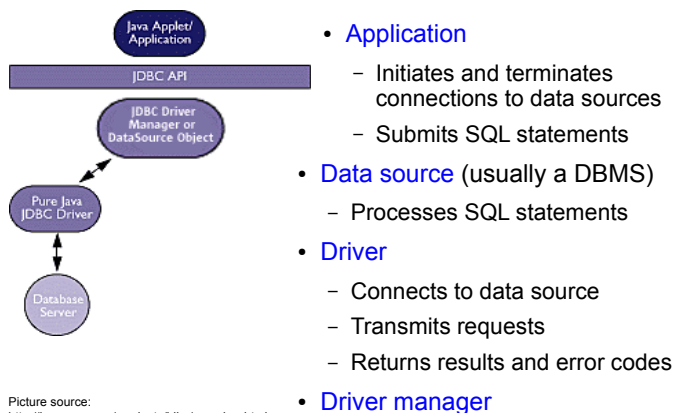 Java Applet/
Application
JDBC API
JDBC Driver
Manager or
DataSource Object
Pure Java
JDBC Driver
Database
Server
Picture source:
• Application
– Initiates and terminates
connections to data sources
– Submits SQL statements
• Data source (usually a DBMS)
– Processes SQL statements
• Driver
– Connects to data source
– Transmits requests
– Returns results and error codes
• Driver manager